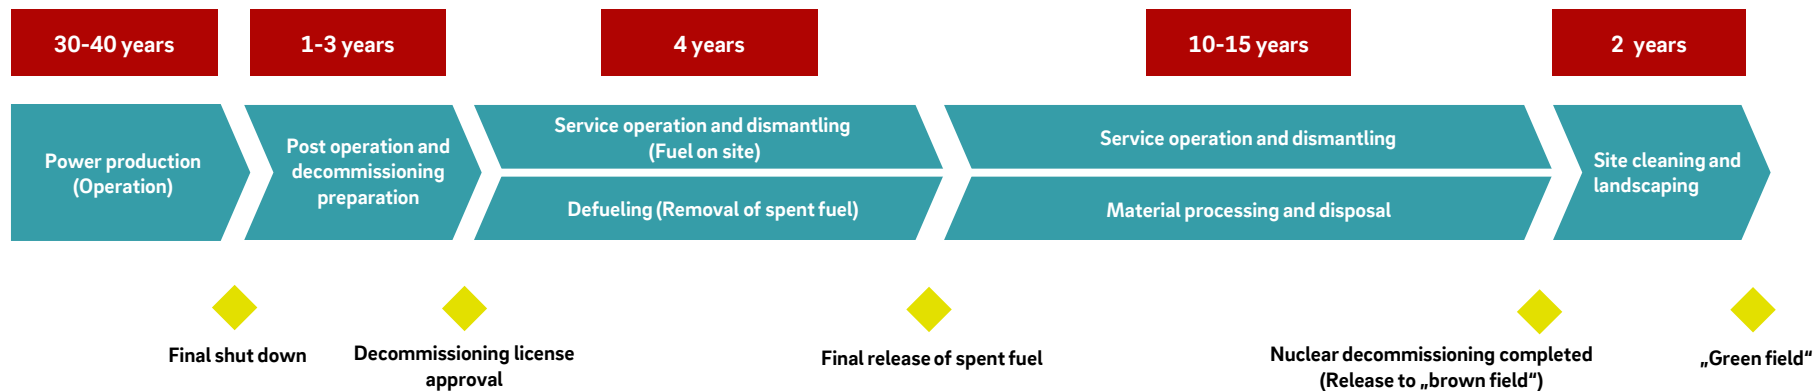 30-40 years
1-3 years
4 years
10-15 years
2 years
Power production
(Operation)
Post operation and
decommissioning
preparation
Service operation and dismantling
(Fuel on site)
Defueling (Removal of spent fuel)
Service operation and dismantling
Material processing and disposal
Site cleaning and
landscaping
Final shut down
Decommissioning license
approval
Final release of spent fuel
Nuclear decommissioning completed
(Release to „brown field“)
„Green field“